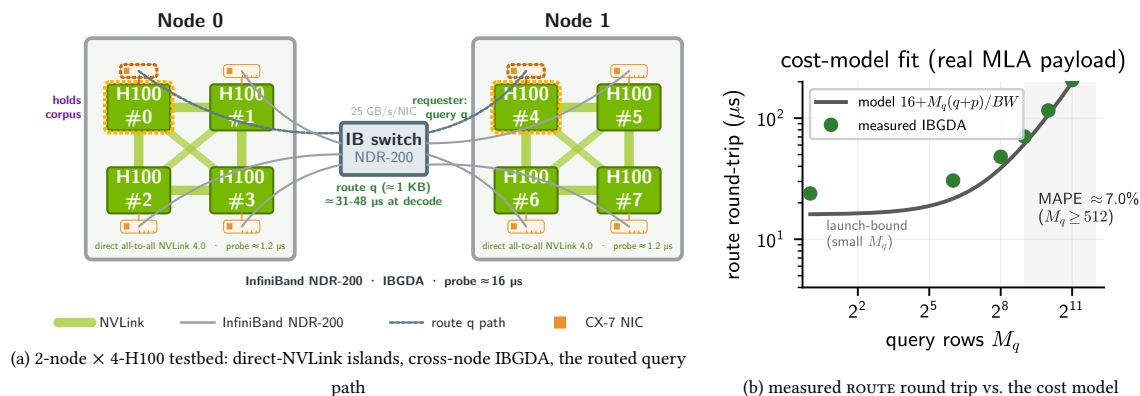 Node 0
Node 1
holds
corpus
H100
#0
H100
#1
H100
#2
H100
#3
direct all-to-all NVLink 4.0 · probe ≈1.2 μs
25 GB/s/NIC
IB switch
NDR-200
route q (≈1 KB)
≈31-48 μs at decode
requester:
query q
H100
#4
H100
#5
H100
#6
H100
#7
direct all-to-all NVLink 4.0 · probe ≈1.2 μs
InfiniBand NDR-200 · IBGDA · probe ≈16 μs
NVLink
InfiniBand NDR-200
route q path
CX-7 NIC
(a) 2-node × 4-H100 testbed: direct-NVLink islands, cross-node IBGDA, the routed query
path
cost-model fit (real MLA payload)
model 16+M_q(q+p)/BW
measured IBGDA
route round-trip (μs)
10²
10¹
launch-bound
(small M_q)
MAPE ≈7.0%
(M_q ≥ 512)
2² 2⁵ 2⁸ 2¹¹
query rows M_q
(b) measured ROUTE round trip vs. the cost model